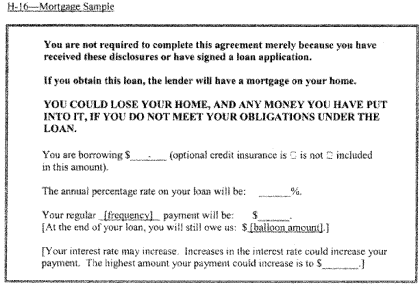 H-16—Mortgage Sample
You are not required to complete this agreement merely because you have
received these disclosures or have signed a loan application.
If you obtain this loan, the lender will have a mortgage on your home.
YOU COULD LOSE YOUR HOME, AND ANY MONEY YOU HAVE PUT
INTO IT, IF YOU DO NOT MEET YOUR OBLIGATIONS UNDER THE
LOAN.
You are borrowing $___.___ (optional credit insurance is ☐ is not ☐ included
in this amount).
The annual percentage rate on your loan will be: ______%.
Your regular [frequency] payment will be: $______.
[At the end of your loan, you will still owe us: $ [balloon amount].]
[Your interest rate may increase. Increases in the interest rate could increase your
payment. The highest amount your payment could increase is to $______.]